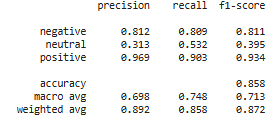 precision recall f1-score
negative 0.812 0.809 0.811
neutral 0.313 0.532 0.395
positive 0.969 0.903 0.934
accuracy 0.858
macro avg 0.698 0.748 0.713
weighted avg 0.892 0.858 0.872